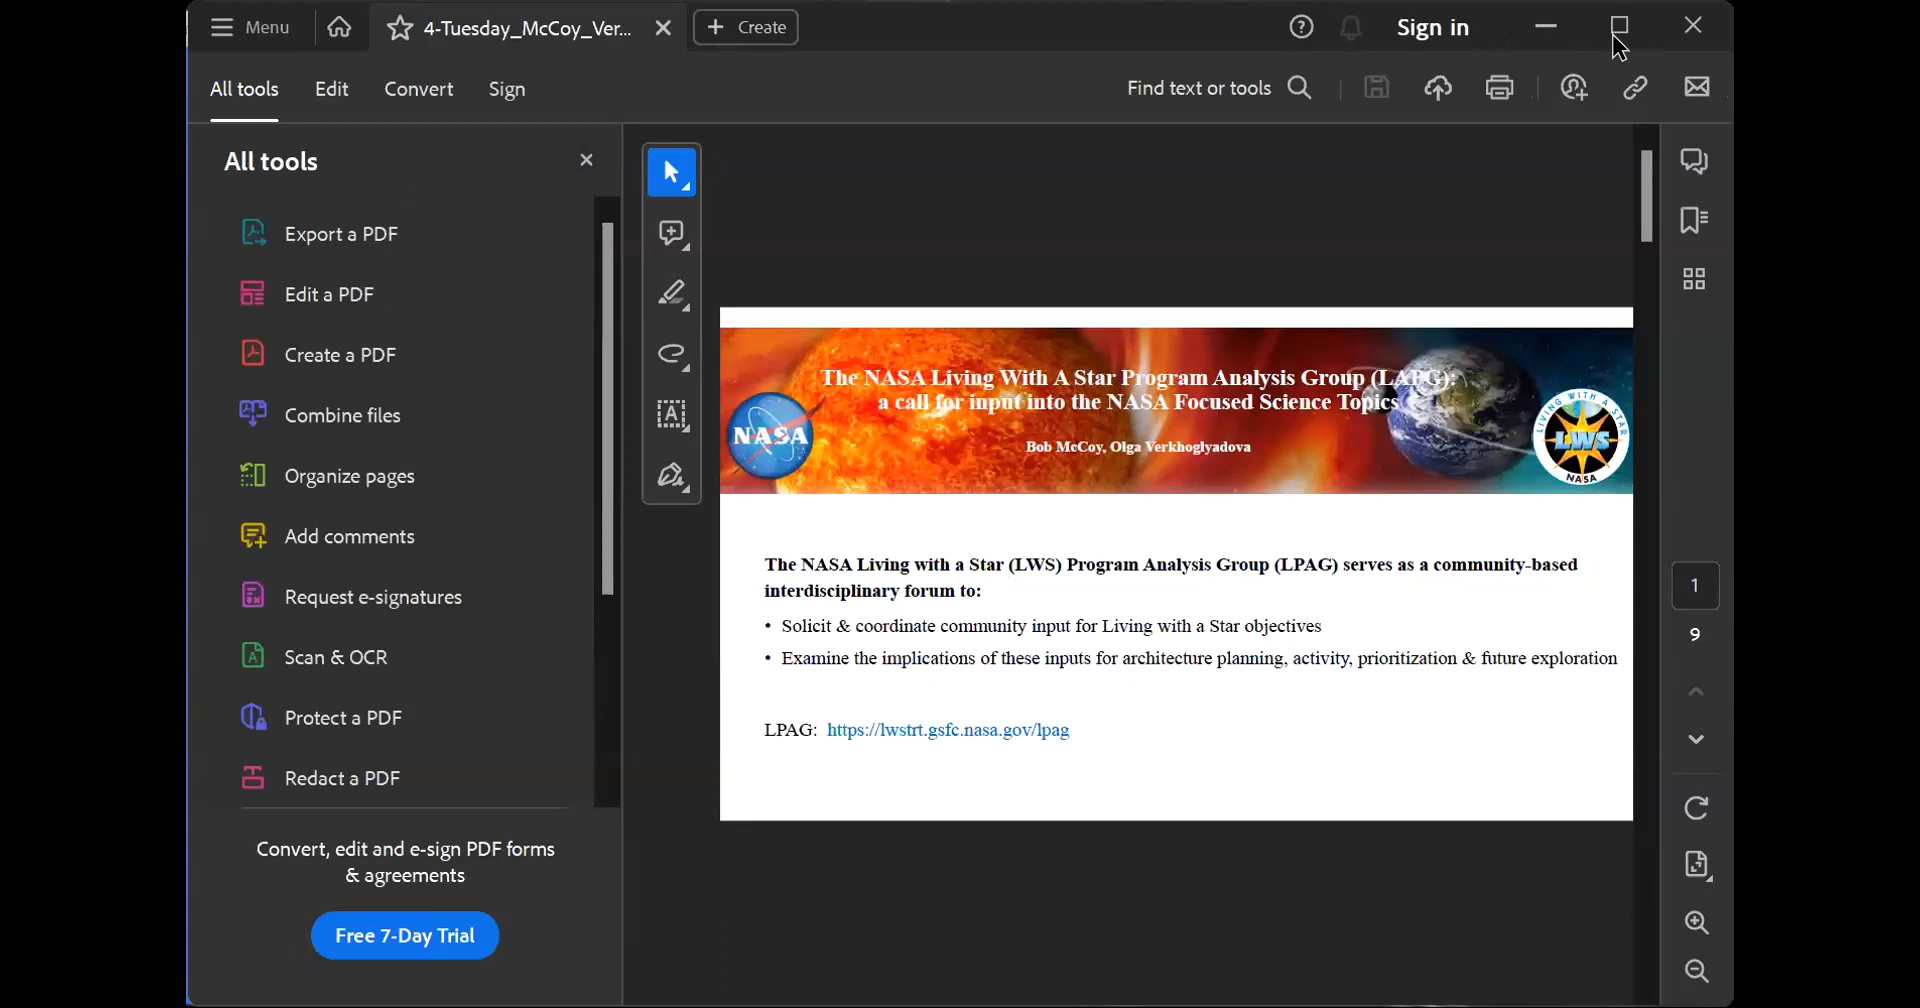 Menu
4-Tuesday_McCoy_Ver...
Create
Sign in
All tools
Edit
Convert
Sign
Find text or tools
All tools
Export a PDF
Edit a PDF
Create a PDF
Combine files
Organize pages
Add comments
Request e-signatures
Scan & OCR
Protect a PDF
Redact a PDF
Convert, edit and e-sign PDF forms
& agreements
Free 7-Day Trial
The NASA Living With A Star Program Analysis Group (LAPG):
a call for input into the NASA Focused Science Topics
Bob McCoy, Olga Verkhoglyadova
NASA
LIVING WITH A STAR
LWS
NASA
The NASA Living with a Star (LWS) Program Analysis Group (LPAG) serves as a community-based
interdisciplinary forum to:
• Solicit & coordinate community input for Living with a Star objectives
• Examine the implications of these inputs for architecture planning, activity, prioritization & future exploration
LPAG: https://lwstrt.gsfc.nasa.gov/lpag
1
9